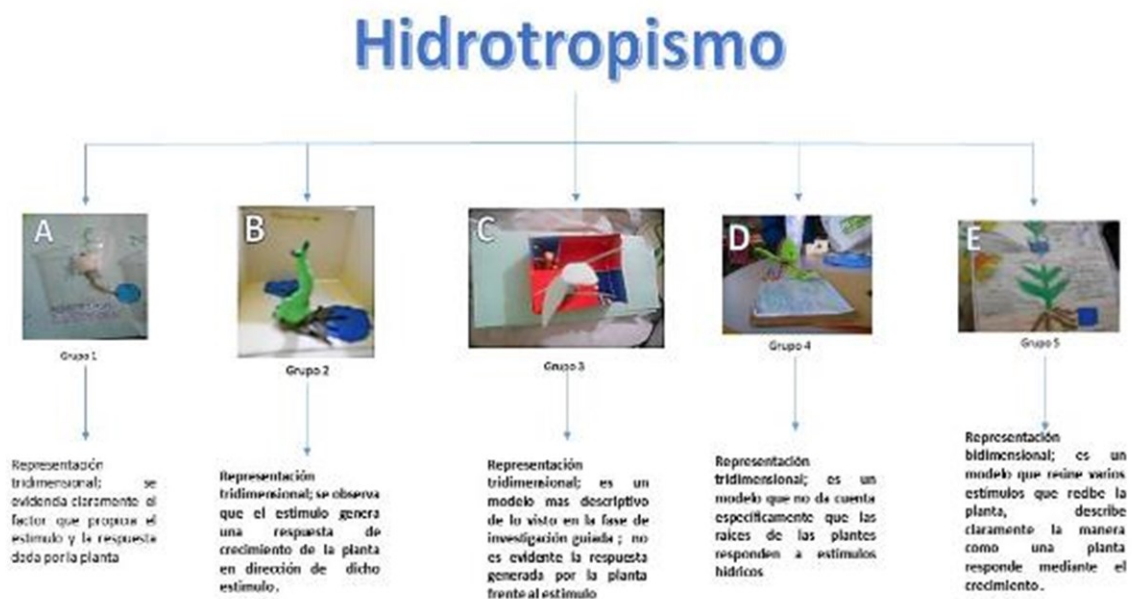 Hidrotropismo
A
B
C
D
E
Grupo 1
Grupo 2
Grupo 3
Grupo 4
Grupo 5
Representación
tridimensional; se
evidencia claramente el
factor que propicia el
estimulo y la respuesta
dada por la planta
Representación
tridimensional; se observa
que el estimulo genera
una respuesta de
crecimiento de la planta
en dirección de dicho
estimulo.
Representación
tridimensional; es un
modelo mas descriptivo
de lo visto en la fase de
investigación guiada ; no
es evidente la respuesta
generada por la planta
frente al estimulo
Representación
tridimensional; es un
modelo que no da cuenta
específicamente que las
raíces de las plantes
responden a estímulos
hídricos
Representación
bidimensional; es un
modelo que reúne varios
estímulos que recibe la
planta, describe
claramente la manera
como una planta
responde mediante el
crecimiento.